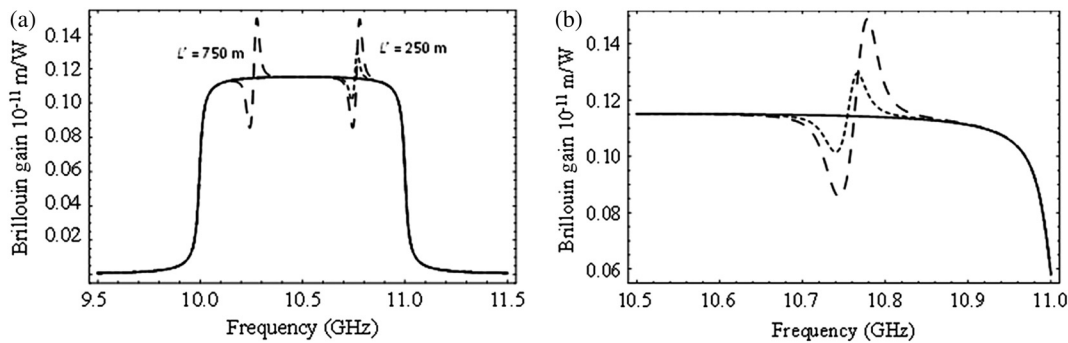 (a)
Brillouin gain 10⁻¹¹ m/W
0.14
0.12
0.10
0.08
0.06
0.04
0.02
L' = 750 m
L' = 250 m
9.5 10.0 10.5 11.0 11.5
Frequency (GHz)
(b)
Brillouin gain 10⁻¹¹ m/W
0.14
0.12
0.10
0.08
0.06
10.5 10.6 10.7 10.8 10.9 11.0
Frequency (GHz)